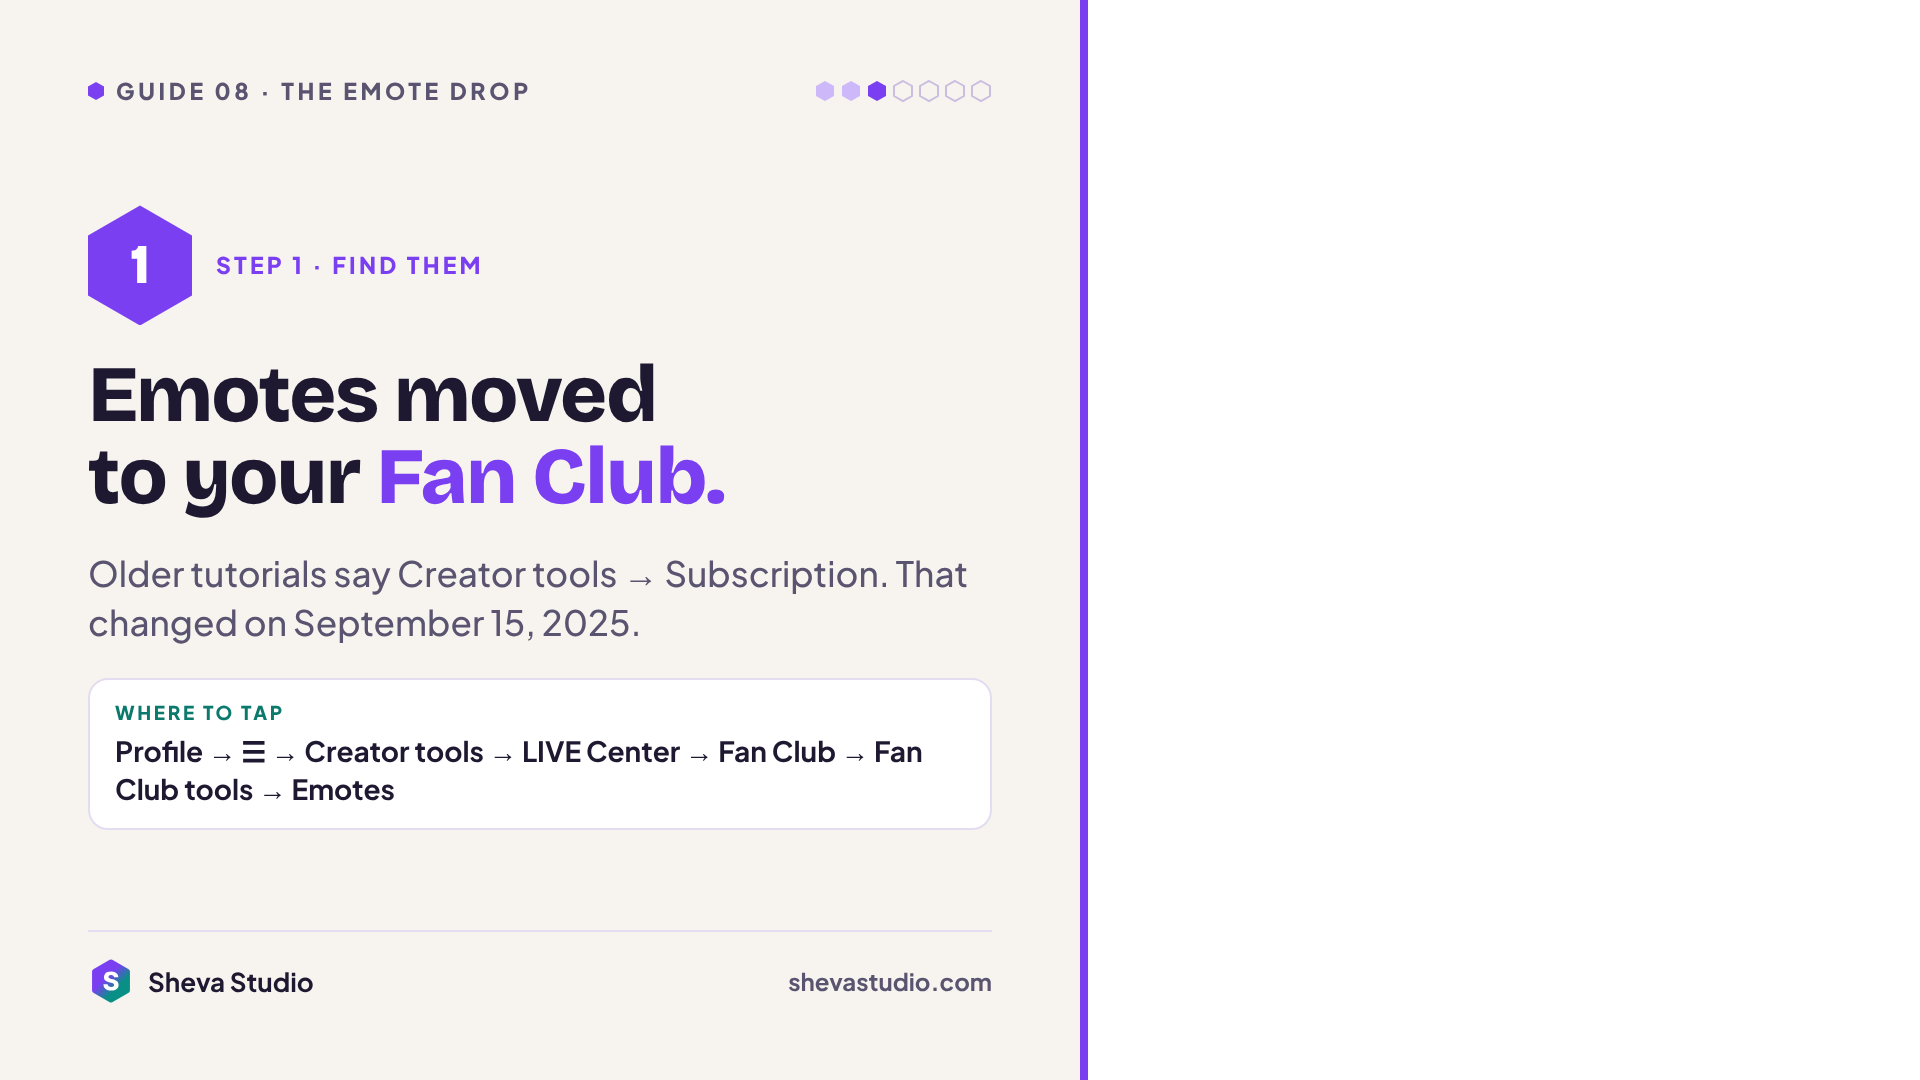 GUIDE 08 · THE EMOTE DROP
1
STEP 1 · FIND THEM
Emotes moved
to your Fan Club.
Older tutorials say Creator tools → Subscription. That
changed on September 15, 2025.
WHERE TO TAP
Profile → ☰ → Creator tools → LIVE Center → Fan Club → Fan
Club tools → Emotes
S Sheva Studio
shevastudio.com